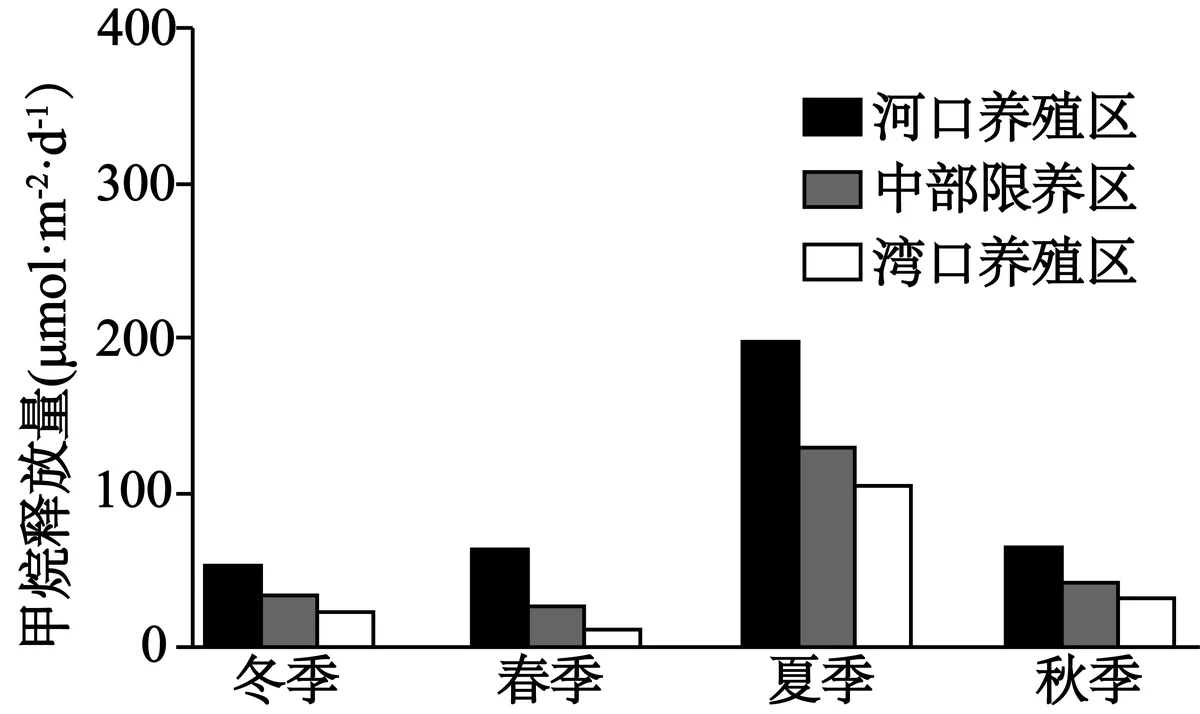 甲烷释放量(μmol·m-2·d-1)
400
300
200
100
0
河口养殖区
中部限养区
湾口养殖区
冬季 春季 夏季 秋季